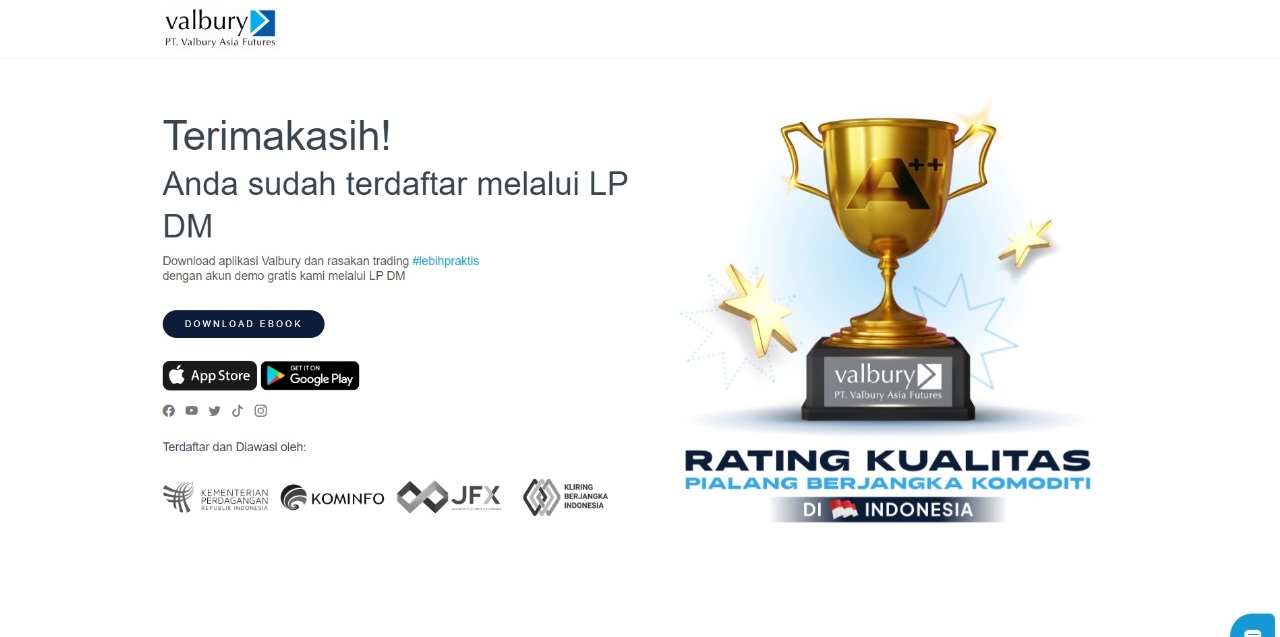 valbury
PT. Valbury Asia Futures
Terimakasih!
Anda sudah terdaftar melalui LP
DM
Download aplikasi Valbury dan rasakan trading #lebihpraktis
dengan akun demo gratis kami melalui LP DM
DOWNLOAD EBOOK
App Store
GET IT ON
Google Play
Terdaftar dan Diawasi oleh:
KEMENTERIAN
PERDAGANGAN
REPUBLIK INDONESIA
KOMINFO
JFX
KLIRING
BERJANGKA
INDONESIA
A++
valbury
PT. Valbury Asia Futures
RATING KUALITAS
PIALANG BERJANGKA KOMODITI
DI INDONESIA